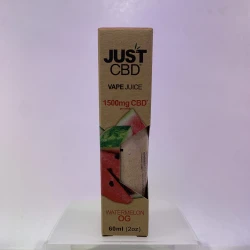 JUST
CBD
VAPE JUICE
1500mg CBD
WATERMELON
OG
60ml (2oz)